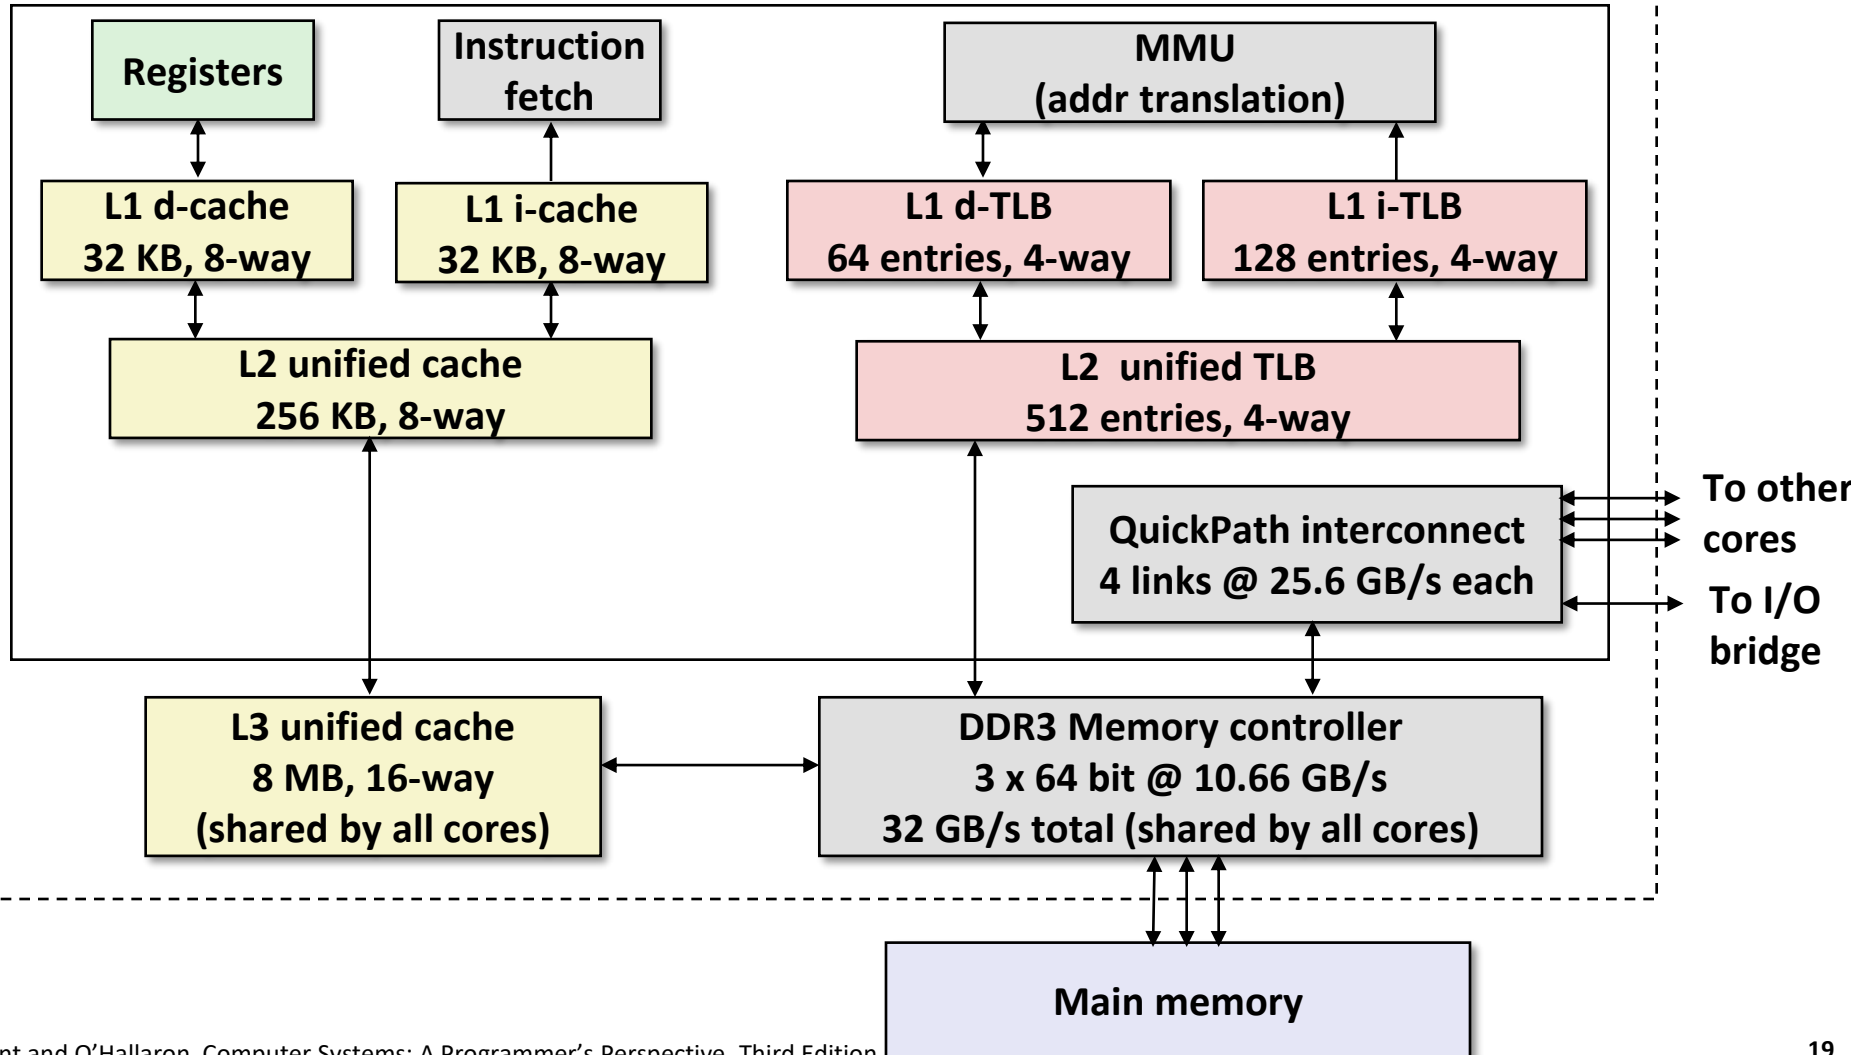 Registers
Instruction
fetch
MMU
(addr translation)
L1 d-cache
32 KB, 8-way
L1 i-cache
32 KB, 8-way
L1 d-TLB
64 entries, 4-way
L1 i-TLB
128 entries, 4-way
L2 unified cache
256 KB, 8-way
L2  unified TLB
512 entries, 4-way
QuickPath interconnect
4 links @ 25.6 GB/s each
To other
cores
To I/O
bridge
L3 unified cache
8 MB, 16-way
(shared by all cores)
DDR3 Memory controller
3 x 64 bit @ 10.66 GB/s
32 GB/s total (shared by all cores)
Main memory
nt and O'Hallaron, Computer Systems: A Programmer's Perspective, Third Edition
19